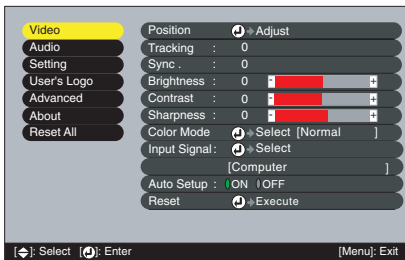 Video
Audio
Setting
User's Logo
Advanced
About
Reset All
Position Adjust
Tracking : 0
Sync . : 0
Brightness : 0 - +
Contrast : 0 - +
Sharpness : 0 - +
Color Mode Select [Normal ]
Input Signal : Select
[Computer ]
Auto Setup : ON OFF
Reset Execute
[ ]: Select [ ]: Enter [Menu]: Exit